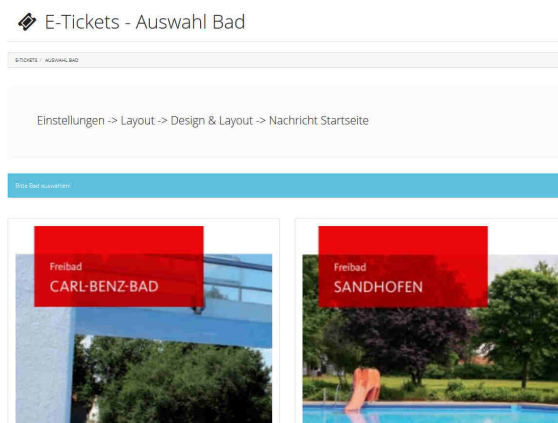 E-Tickets - Auswahl Bad
E-TICKETS / AUSWAHL BAD
Einstellungen -> Layout -> Design & Layout -> Nachricht Startseite
Bitte Bad auswählen!
Freibad
CARL-BENZ-BAD
Freibad
SANDHOFEN